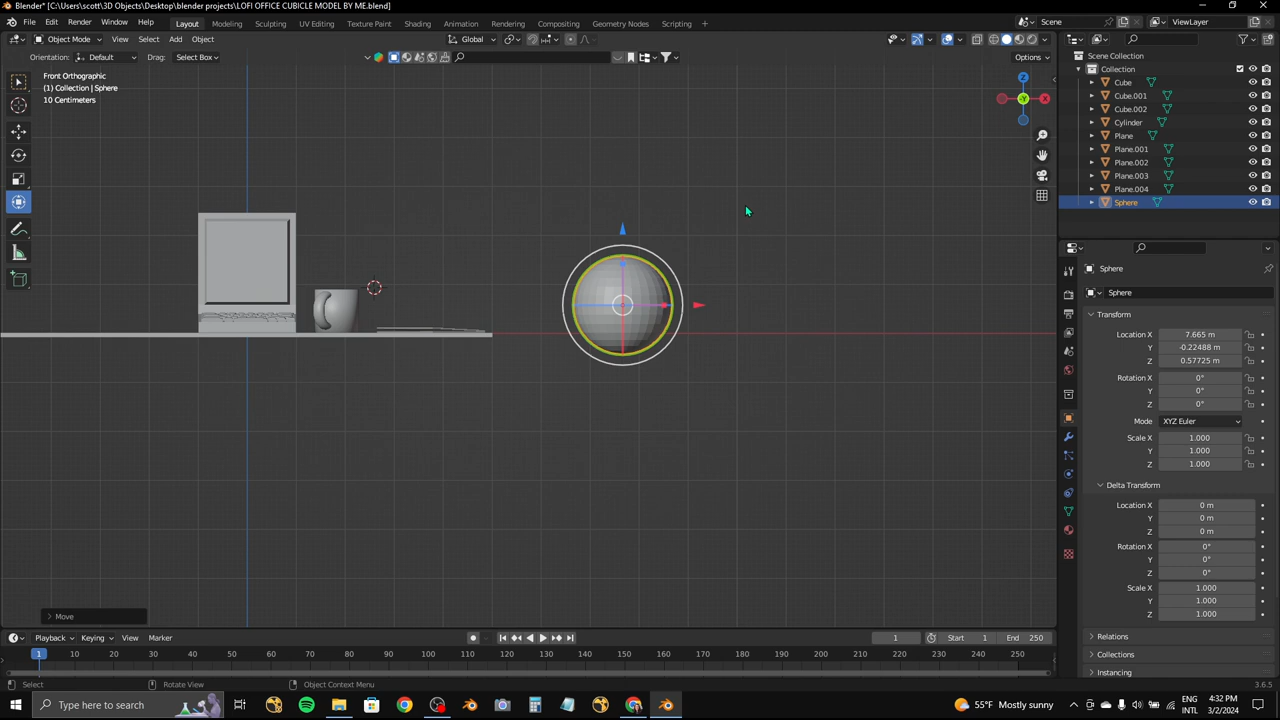 Blender* [C:\Users\scott\3D Objects\Desktop\blender projects\LOFI OFFICE CUBICLE MODEL BY ME.blend]
File Edit Render Window Help Layout Modeling Sculpting UV Editing Texture Paint Shading Animation Rendering Compositing Geometry Nodes Scripting + Scene ViewLayer
Object Mode View Select Add Object Global
Orientation: Default Drag: Select Box Options
Front Orthographic
(1) Collection | Sphere
10 Centimeters
Z
Y
X
Scene Collection
Collection
Cube
Cube.001
Cube.002
Cylinder
Plane
Plane.001
Plane.002
Plane.003
Plane.004
Sphere
Sphere
Sphere
Transform
Location X 7.665 m
Y -0.22488 m
Z 0.57725 m
Rotation X 0°
Y 0°
Z 0°
Mode XYZ Euler
Scale X 1.000
Y 1.000
Z 1.000
Delta Transform
Location X 0 m
Y 0 m
Z 0 m
Rotation X 0°
Y 0°
Z 0°
Scale X 1.000
Y 1.000
Z 1.000
Relations
Collections
Instancing
Move
Playback Keying View Marker 1 Start 1 End 250
1 10 20 30 40 50 60 70 80 90 100 110 120 130 140 150 160 170 180 190 200 210 220 230 240 250
Select Rotate View Object Context Menu 3.6.5
Type here to search 55°F Mostly sunny ENG INTL 4:32 PM 3/2/2024